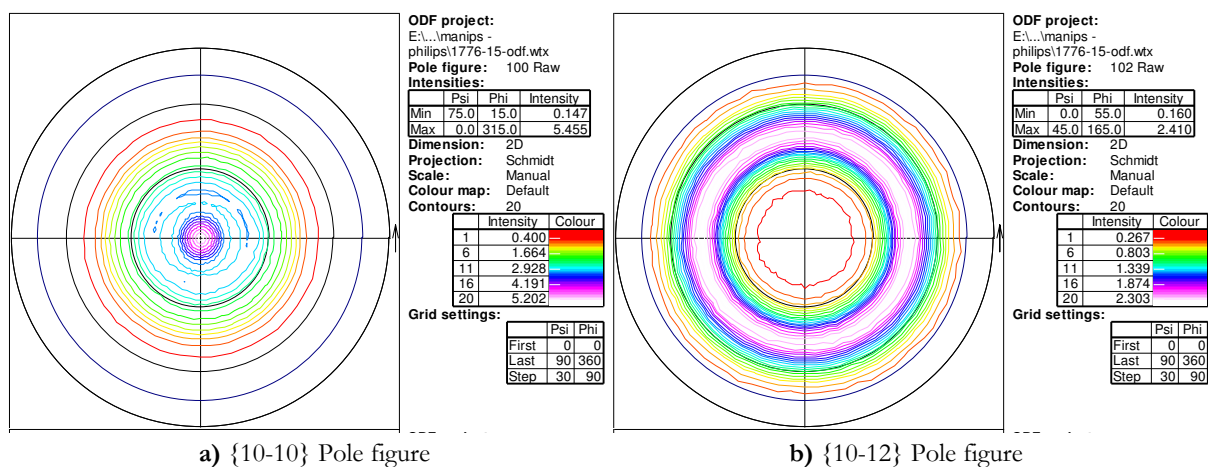 ODF project:
E:\...\manips -
philips\1776-15-odf.wtx
Pole figure: 100 Raw
Intensities:
Psi Phi Intensity
Min 75.0 15.0 0.147
Max 0.0 315.0 5.455
Dimension: 2D
Projection: Schmidt
Scale: Manual
Colour map: Default
Contours: 20
Intensity Colour
1 0.400
6 1.664
11 2.928
16 4.191
20 5.202
Grid settings:
Psi Phi
First 0 0
Last 90 360
Step 30 90
a) {10-10} Pole figure
ODF project:
E:\...\manips -
philips\1776-15-odf.wtx
Pole figure: 102 Raw
Intensities:
Psi Phi Intensity
Min 0.0 55.0 0.160
Max 45.0 165.0 2.410
Dimension: 2D
Projection: Schmidt
Scale: Manual
Colour map: Default
Contours: 20
Intensity Colour
1 0.267
6 0.803
11 1.339
16 1.874
20 2.303
Grid settings:
Psi Phi
First 0 0
Last 90 360
Step 30 90
b) {10-12} Pole figure